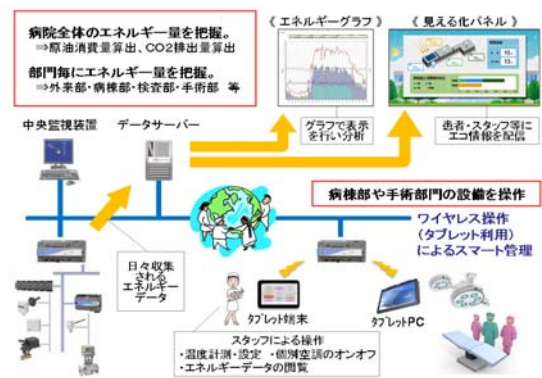 病院全体のエネルギー量を把握。
⇒原油消費量算出、CO2排出量算出
部門毎にエネルギー量を把握。
⇒外来部・病棟部・検査部・手術部 等
《 エネルギーグラフ 》
《 見える化パネル 》
グラフで表示
を行い分析
患者・スタッフ等に
エコ情報を配信
中央監視装置
データサーバー
病棟部や手術部門の設備を操作
ワイヤレス操作
(タブレット利用)
によるスマート管理
日々収集
される
エネルギー
データ
タブレット端末
タブレットPC
スタッフによる操作
・温度計測・設定 ・個別空調のオンオフ
・エネルギーデータの閲覧